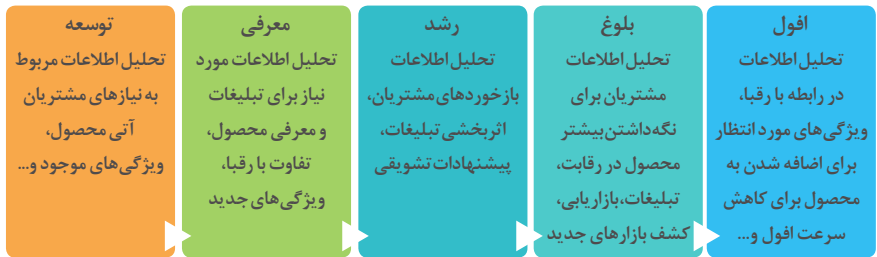 توسعه
تحلیل اطلاعات مربوط
به نیازهای مشتریان
آتی محصول،
ویژگی‌های موجود و...
معرفی
تحلیل اطلاعات مورد
نیاز برای تبلیغات
و معرفی محصول،
تفاوت با رقبا،
ویژگی‌های جدید
رشد
تحلیل اطلاعات
بازخوردهای مشتریان،
اثربخشی تبلیغات،
پیشنهادات تشویقی
بلوغ
تحلیل اطلاعات
مشتریان برای
نگه‌داشتن بیشتر
محصول در رقابت،
تبلیغات، بازاریابی،
کشف بازارهای جدید
افول
تحلیل اطلاعات
در رابطه با رقبا،
ویژگی‌های مورد انتظار
برای اضافه شدن به
محصول برای کاهش
سرعت افول و...